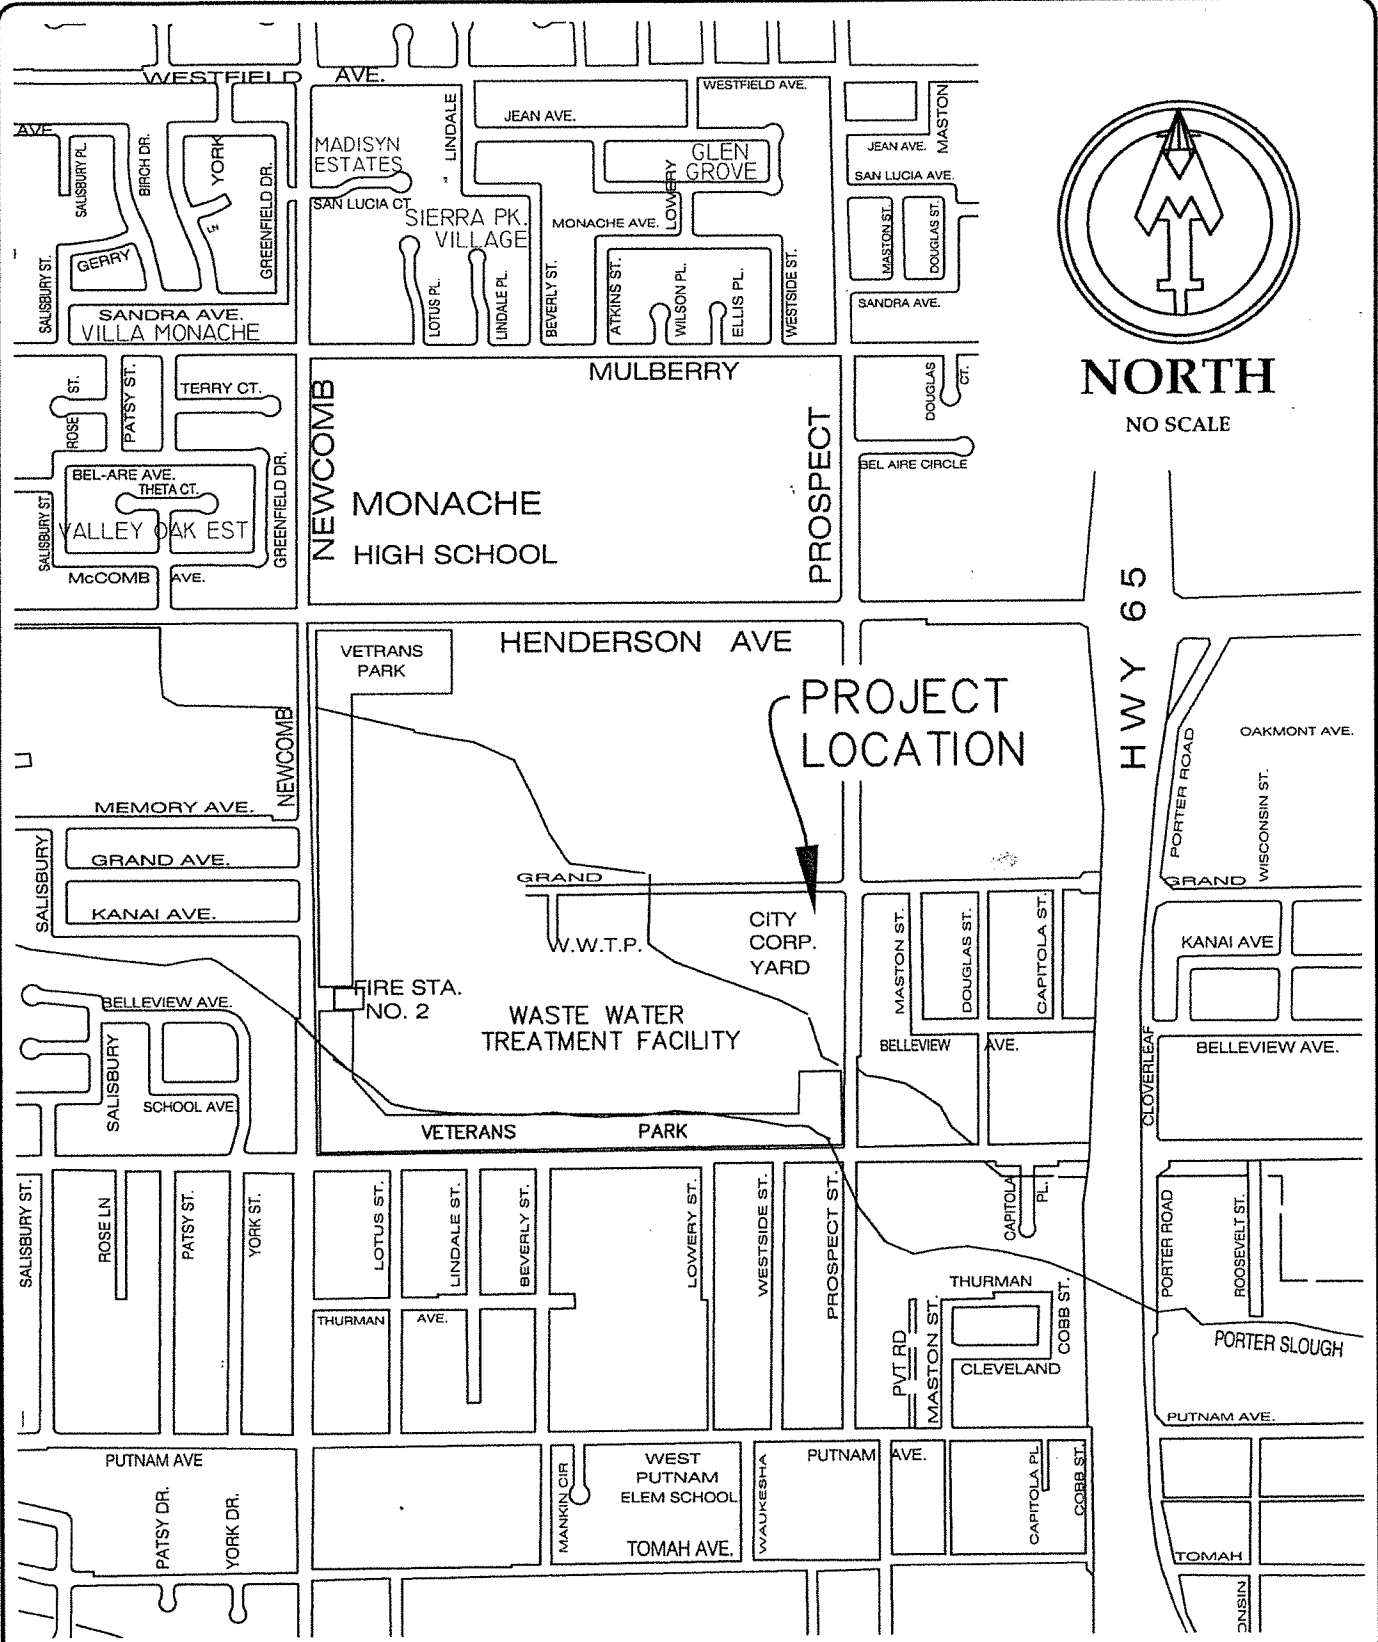 WESTFIELD AVE.
WESTFIELD AVE.
JEAN AVE.
LINDALE
MASTON
AVE
SALISBURY PL.
BIRCH DR.
YORK
LN
GREENFIELD DR.
MADISYN
ESTATES
SAN LUCIA CT
GLEN
GROVE
LOWERY
JEAN AVE.
SAN LUCIA AVE.
SIERRA PK.
VILLAGE
MONACHE AVE.
MASTON ST.
DOUGLAS ST.
GERRY
SALISBURY ST.
SANDRA AVE.
VILLA MONACHE
LOTUS PL.
LINDALE PL.
BEVERLY ST.
ATKINS ST.
WILSON PL.
ELLIS PL.
WESTSIDE ST.
SANDRA AVE.
NORTH
NO SCALE
MULBERRY
ROSE ST.
PATSY ST.
TERRY CT.
NEWCOMB
PROSPECT
DOUGLAS CT.
BEL AIRE CIRCLE
BEL-ARE AVE.
THETA CT.
VALLEY OAK EST
SALISBURY ST.
GREENFIELD DR.
McCOMB AVE.
MONACHE
HIGH SCHOOL
HWY 65
HENDERSON AVE
VETRANS
PARK
PROJECT
LOCATION
NEWCOMB
PORTER ROAD
OAKMONT AVE.
WISCONSIN ST.
MEMORY AVE.
SALISBURY
GRAND AVE.
KANAI AVE.
GRAND
GRAND
W.W.T.P.
CITY
CORP.
YARD
MASTON ST.
DOUGLAS ST.
CAPITOLA ST.
KANAI AVE
FIRE STA.
NO. 2
WASTE WATER
TREATMENT FACILITY
BELLEVIEW AVE.
SALISBURY
SCHOOL AVE.
BELLEVIEW AVE.
CLOVERLEAF
BELLEVIEW AVE.
VETERANS PARK
SALISBURY ST.
ROSE LN
PATSY ST.
YORK ST.
LOTUS ST.
LINDALE ST.
BEVERLY ST.
LOWERY ST.
WESTSIDE ST.
PROSPECT ST.
CAPITOLA PL.
PORTER ROAD
ROOSEVELT ST.
THURMAN AVE.
THURMAN
COBB ST.
PVT RD
MASTON ST.
CLEVELAND
PORTER SLOUGH
PUTNAM AVE.
PUTNAM AVE
PATSY DR.
YORK DR.
MANKIN CIR
WEST
PUTNAM
ELEM SCHOOL
TOMAH AVE.
WAUKESHA
PUTNAM AVE.
CAPITOLA PL
COBB ST.
TOMAH
ONSIN